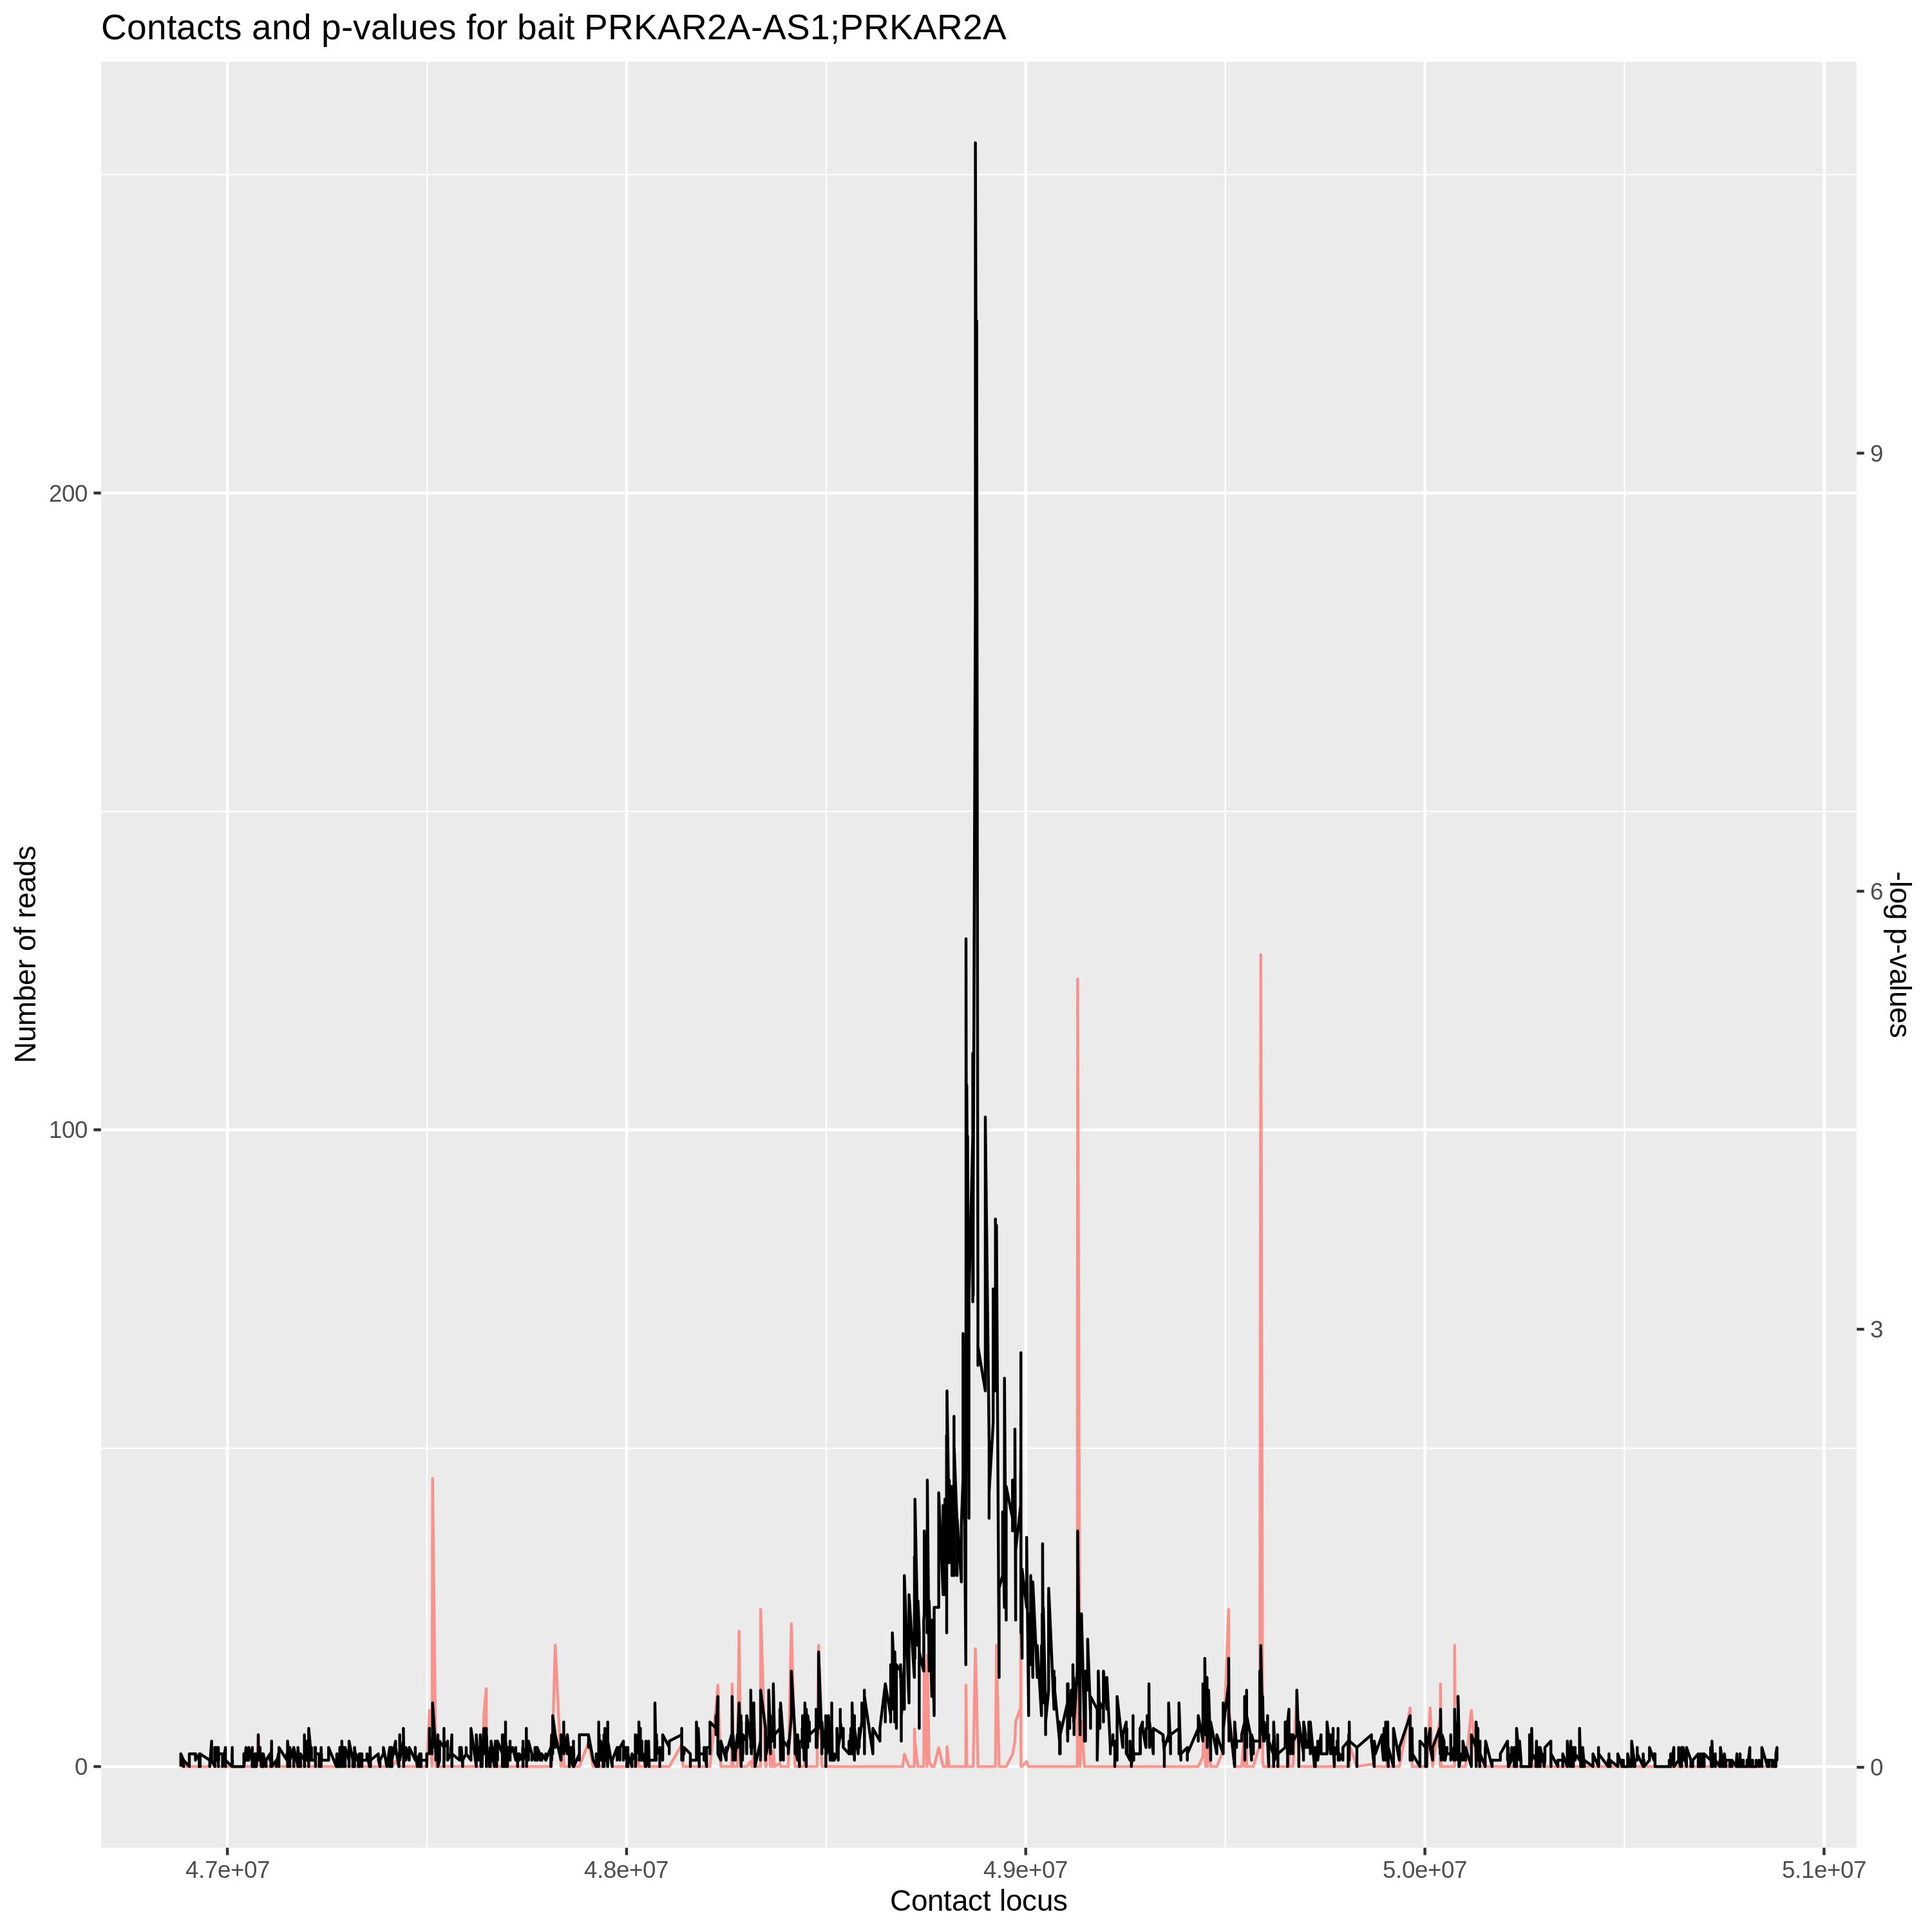 Contacts and p-values for bait PRKAR2A-AS1;PRKAR2A
Number of reads
200
100
0
9
6
3
0
-log p-values
4.7e+07 4.8e+07 4.9e+07 5.0e+07 5.1e+07
Contact locus